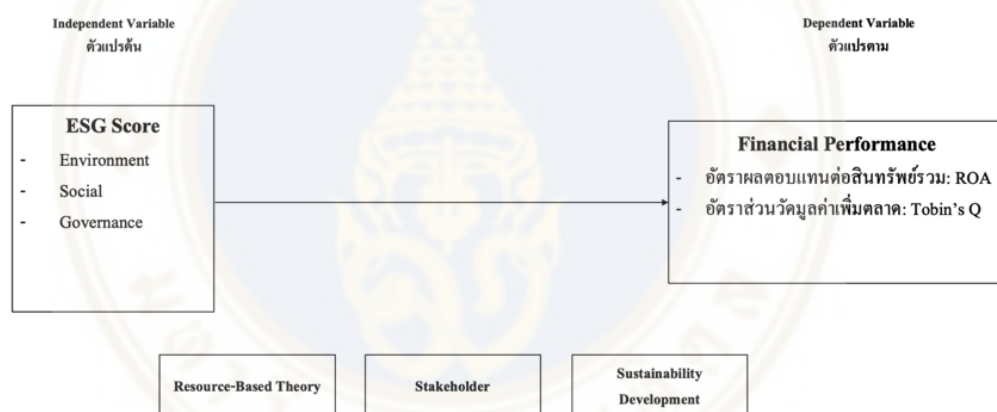 Independent Variable
ตัวแปรต้น
Dependent Variable
ตัวแปรตาม
ESG Score
- Environment
- Social
- Governance
Financial Performance
- อัตราผลตอบแทนต่อสินทรัพย์รวม: ROA
- อัตราส่วนวัดมูลค่าเพิ่มตลาด: Tobin’s Q
Resource-Based Theory
Stakeholder
Sustainability
Development